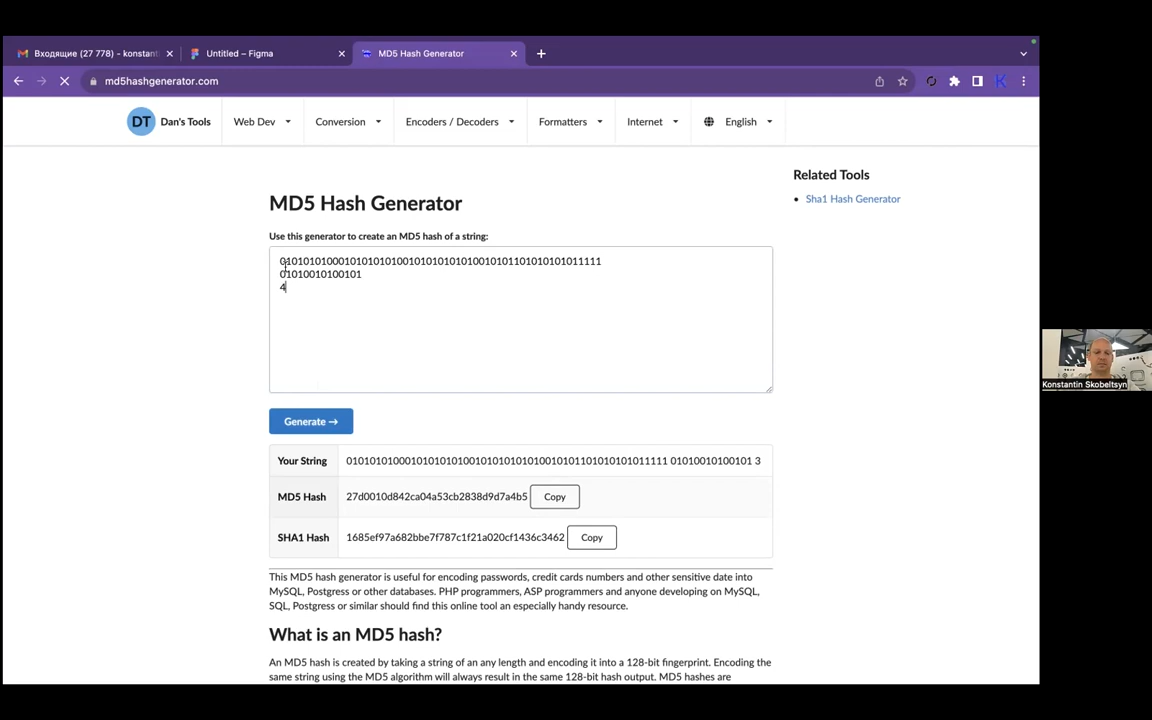 Входящие (27 778) - konstant
Untitled – Figma
MD5 Hash Generator
md5hashgenerator.com
K
DT Dan's Tools
Web Dev
Conversion
Encoders / Decoders
Formatters
Internet
English
Related Tools
Sha1 Hash Generator
MD5 Hash Generator
Use this generator to create an MD5 hash of a string:
0101010100010101010100101010101010010101101010101011111
01010010100101
4
Generate →
Your String
0101010100010101010100101010101010010101101010101011111 01010010100101 3
MD5 Hash
27d0010d842ca04a53cb2838d9d7a4b5
Copy
SHA1 Hash
1685ef97a682bbe7f787c1f21a020cf1436c3462
Copy
This MD5 hash generator is useful for encoding passwords, credit cards numbers and other sensitive date into
MySQL, Postgress or other databases. PHP programmers, ASP programmers and anyone developing on MySQL,
SQL, Postgress or similar should find this online tool an especially handy resource.
What is an MD5 hash?
An MD5 hash is created by taking a string of an any length and encoding it into a 128-bit fingerprint. Encoding the
same string using the MD5 algorithm will always result in the same 128-bit hash output. MD5 hashes are
Konstantin Skobeltsyn